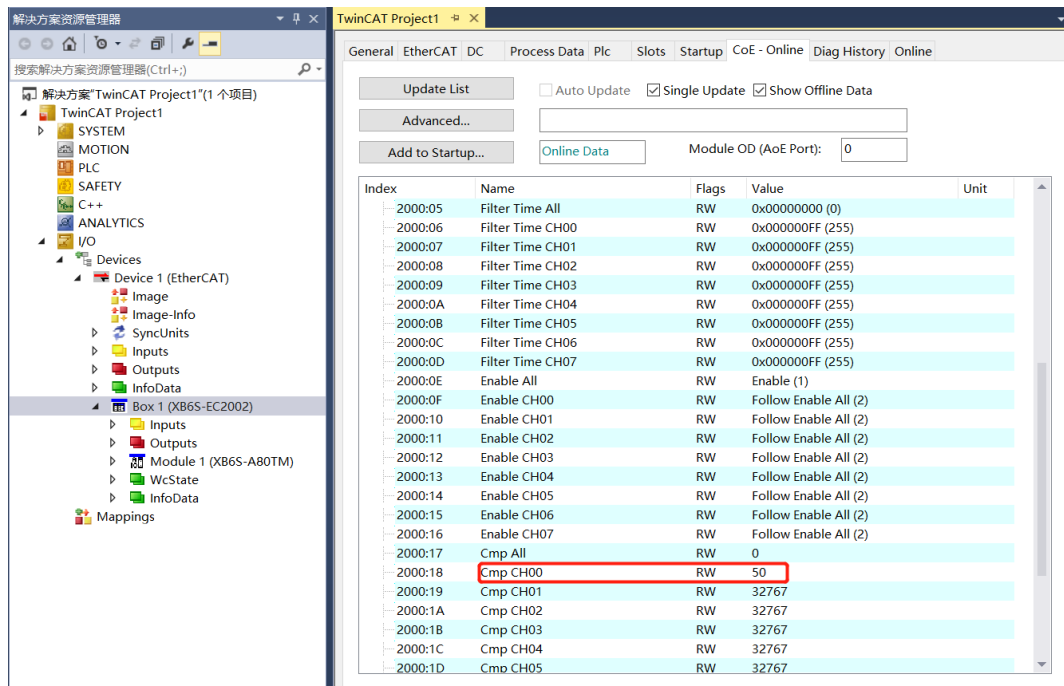 解决方案资源管理器
搜索解决方案资源管理器(Ctrl+;)
解决方案"TwinCAT Project1"(1 个项目)
TwinCAT Project1
SYSTEM
MOTION
PLC
SAFETY
C++
ANALYTICS
I/O
Devices
Device 1 (EtherCAT)
Image
Image-Info
SyncUnits
Inputs
Outputs
InfoData
Box 1 (XB6S-EC2002)
Inputs
Outputs
Module 1 (XB6S-A80TM)
WcState
InfoData
Mappings
TwinCAT Project1
General EtherCAT DC Process Data Plc Slots Startup CoE - Online Diag History Online
Update List Auto Update Single Update Show Offline Data
Advanced...
Add to Startup... Online Data Module OD (AoE Port): 0
Index Name Flags Value Unit
2000:05 Filter Time All RW 0x00000000 (0)
2000:06 Filter Time CH00 RW 0x000000FF (255)
2000:07 Filter Time CH01 RW 0x000000FF (255)
2000:08 Filter Time CH02 RW 0x000000FF (255)
2000:09 Filter Time CH03 RW 0x000000FF (255)
2000:0A Filter Time CH04 RW 0x000000FF (255)
2000:0B Filter Time CH05 RW 0x000000FF (255)
2000:0C Filter Time CH06 RW 0x000000FF (255)
2000:0D Filter Time CH07 RW 0x000000FF (255)
2000:0E Enable All RW Enable (1)
2000:0F Enable CH00 RW Follow Enable All (2)
2000:10 Enable CH01 RW Follow Enable All (2)
2000:11 Enable CH02 RW Follow Enable All (2)
2000:12 Enable CH03 RW Follow Enable All (2)
2000:13 Enable CH04 RW Follow Enable All (2)
2000:14 Enable CH05 RW Follow Enable All (2)
2000:15 Enable CH06 RW Follow Enable All (2)
2000:16 Enable CH07 RW Follow Enable All (2)
2000:17 Cmp All RW 0
2000:18 Cmp CH00 RW 50
2000:19 Cmp CH01 RW 32767
2000:1A Cmp CH02 RW 32767
2000:1B Cmp CH03 RW 32767
2000:1C Cmp CH04 RW 32767
2000:1D Cmp CH05 RW 32767